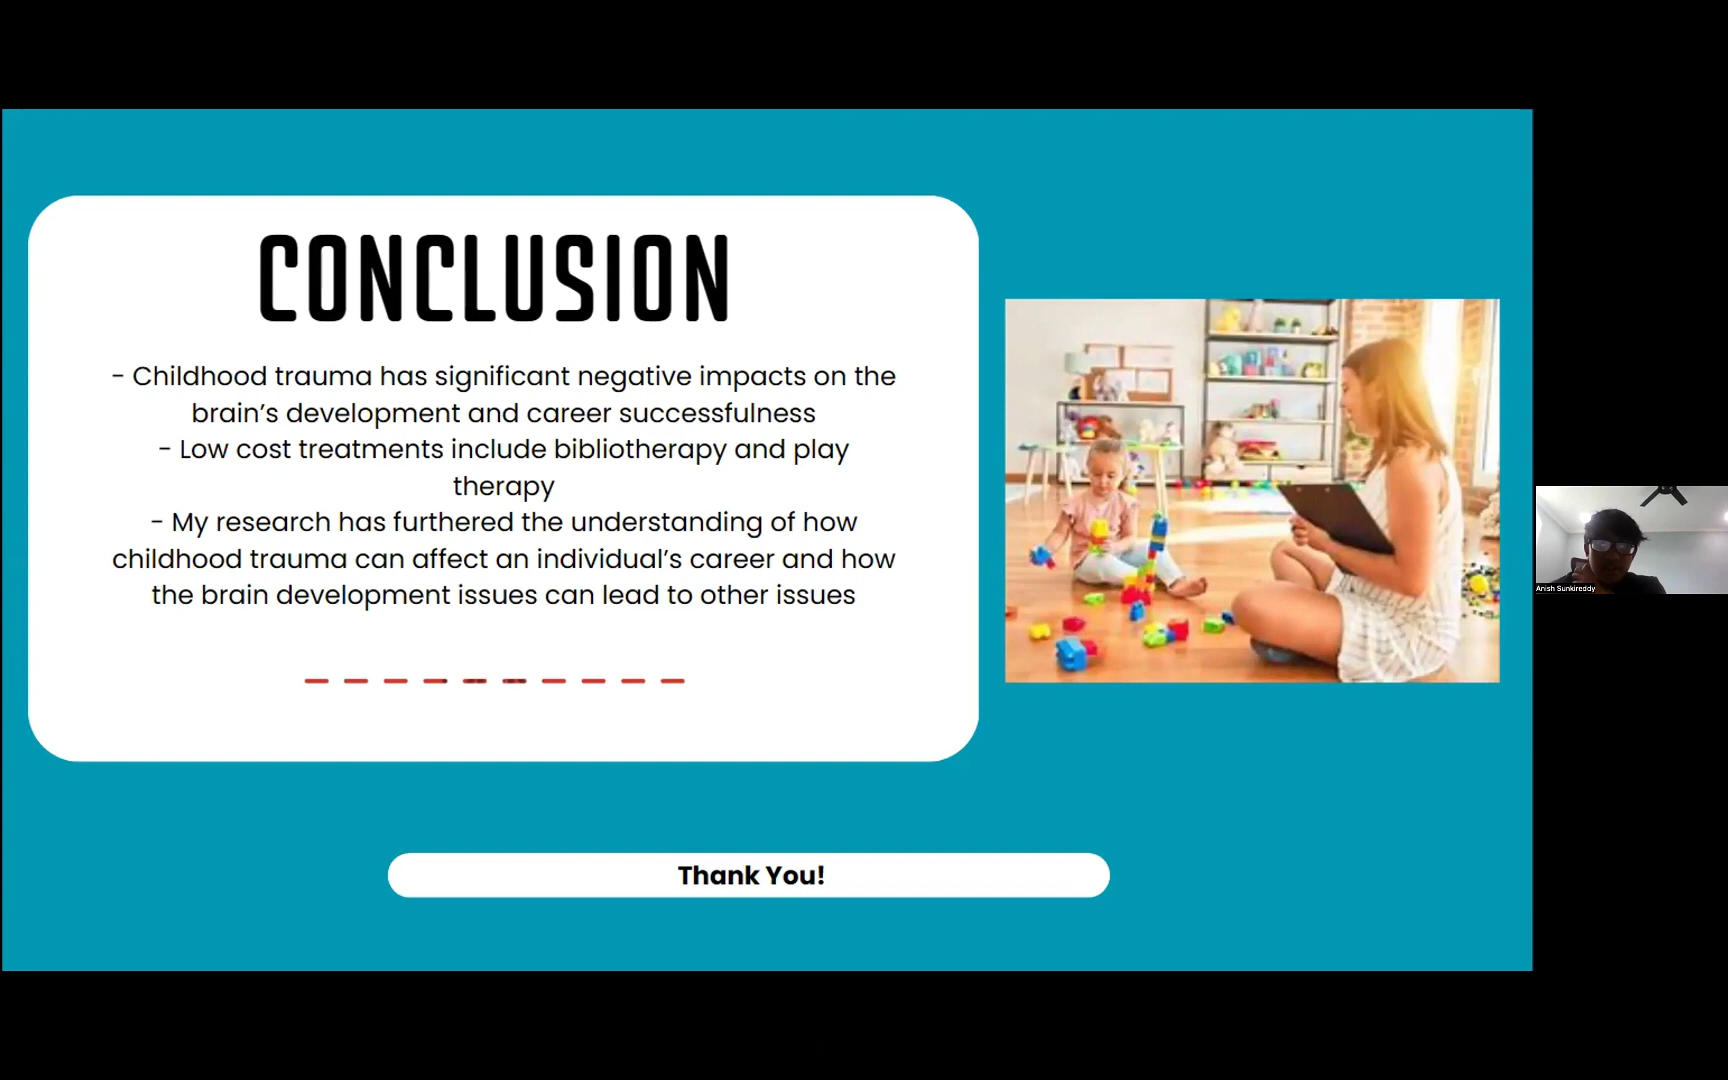 CONCLUSION
- Childhood trauma has significant negative impacts on the
brain’s development and career successfulness
- Low cost treatments include bibliotherapy and play
therapy
- My research has furthered the understanding of how
childhood trauma can affect an individual’s career and how
the brain development issues can lead to other issues
Anish Sunkireddy
Thank You!